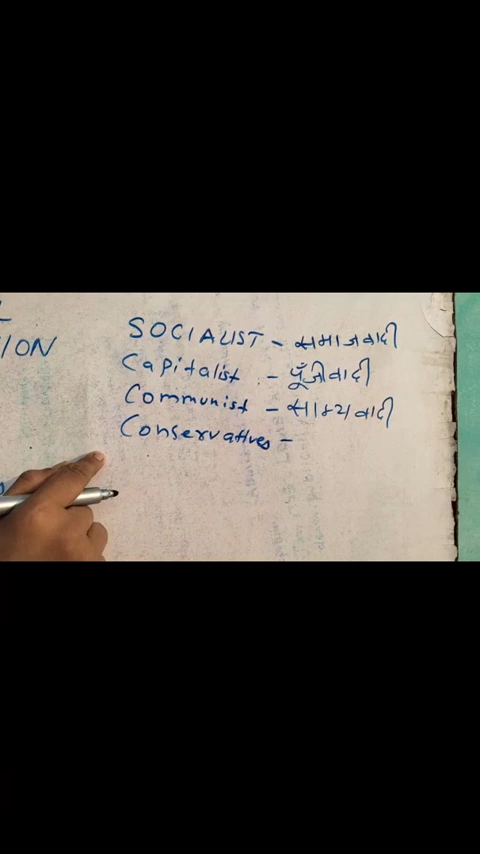 ION
SOCIALIST - समाजवादी
Capitalist - पूँजीवादी
Communist - साम्यवादी
Conservatives -